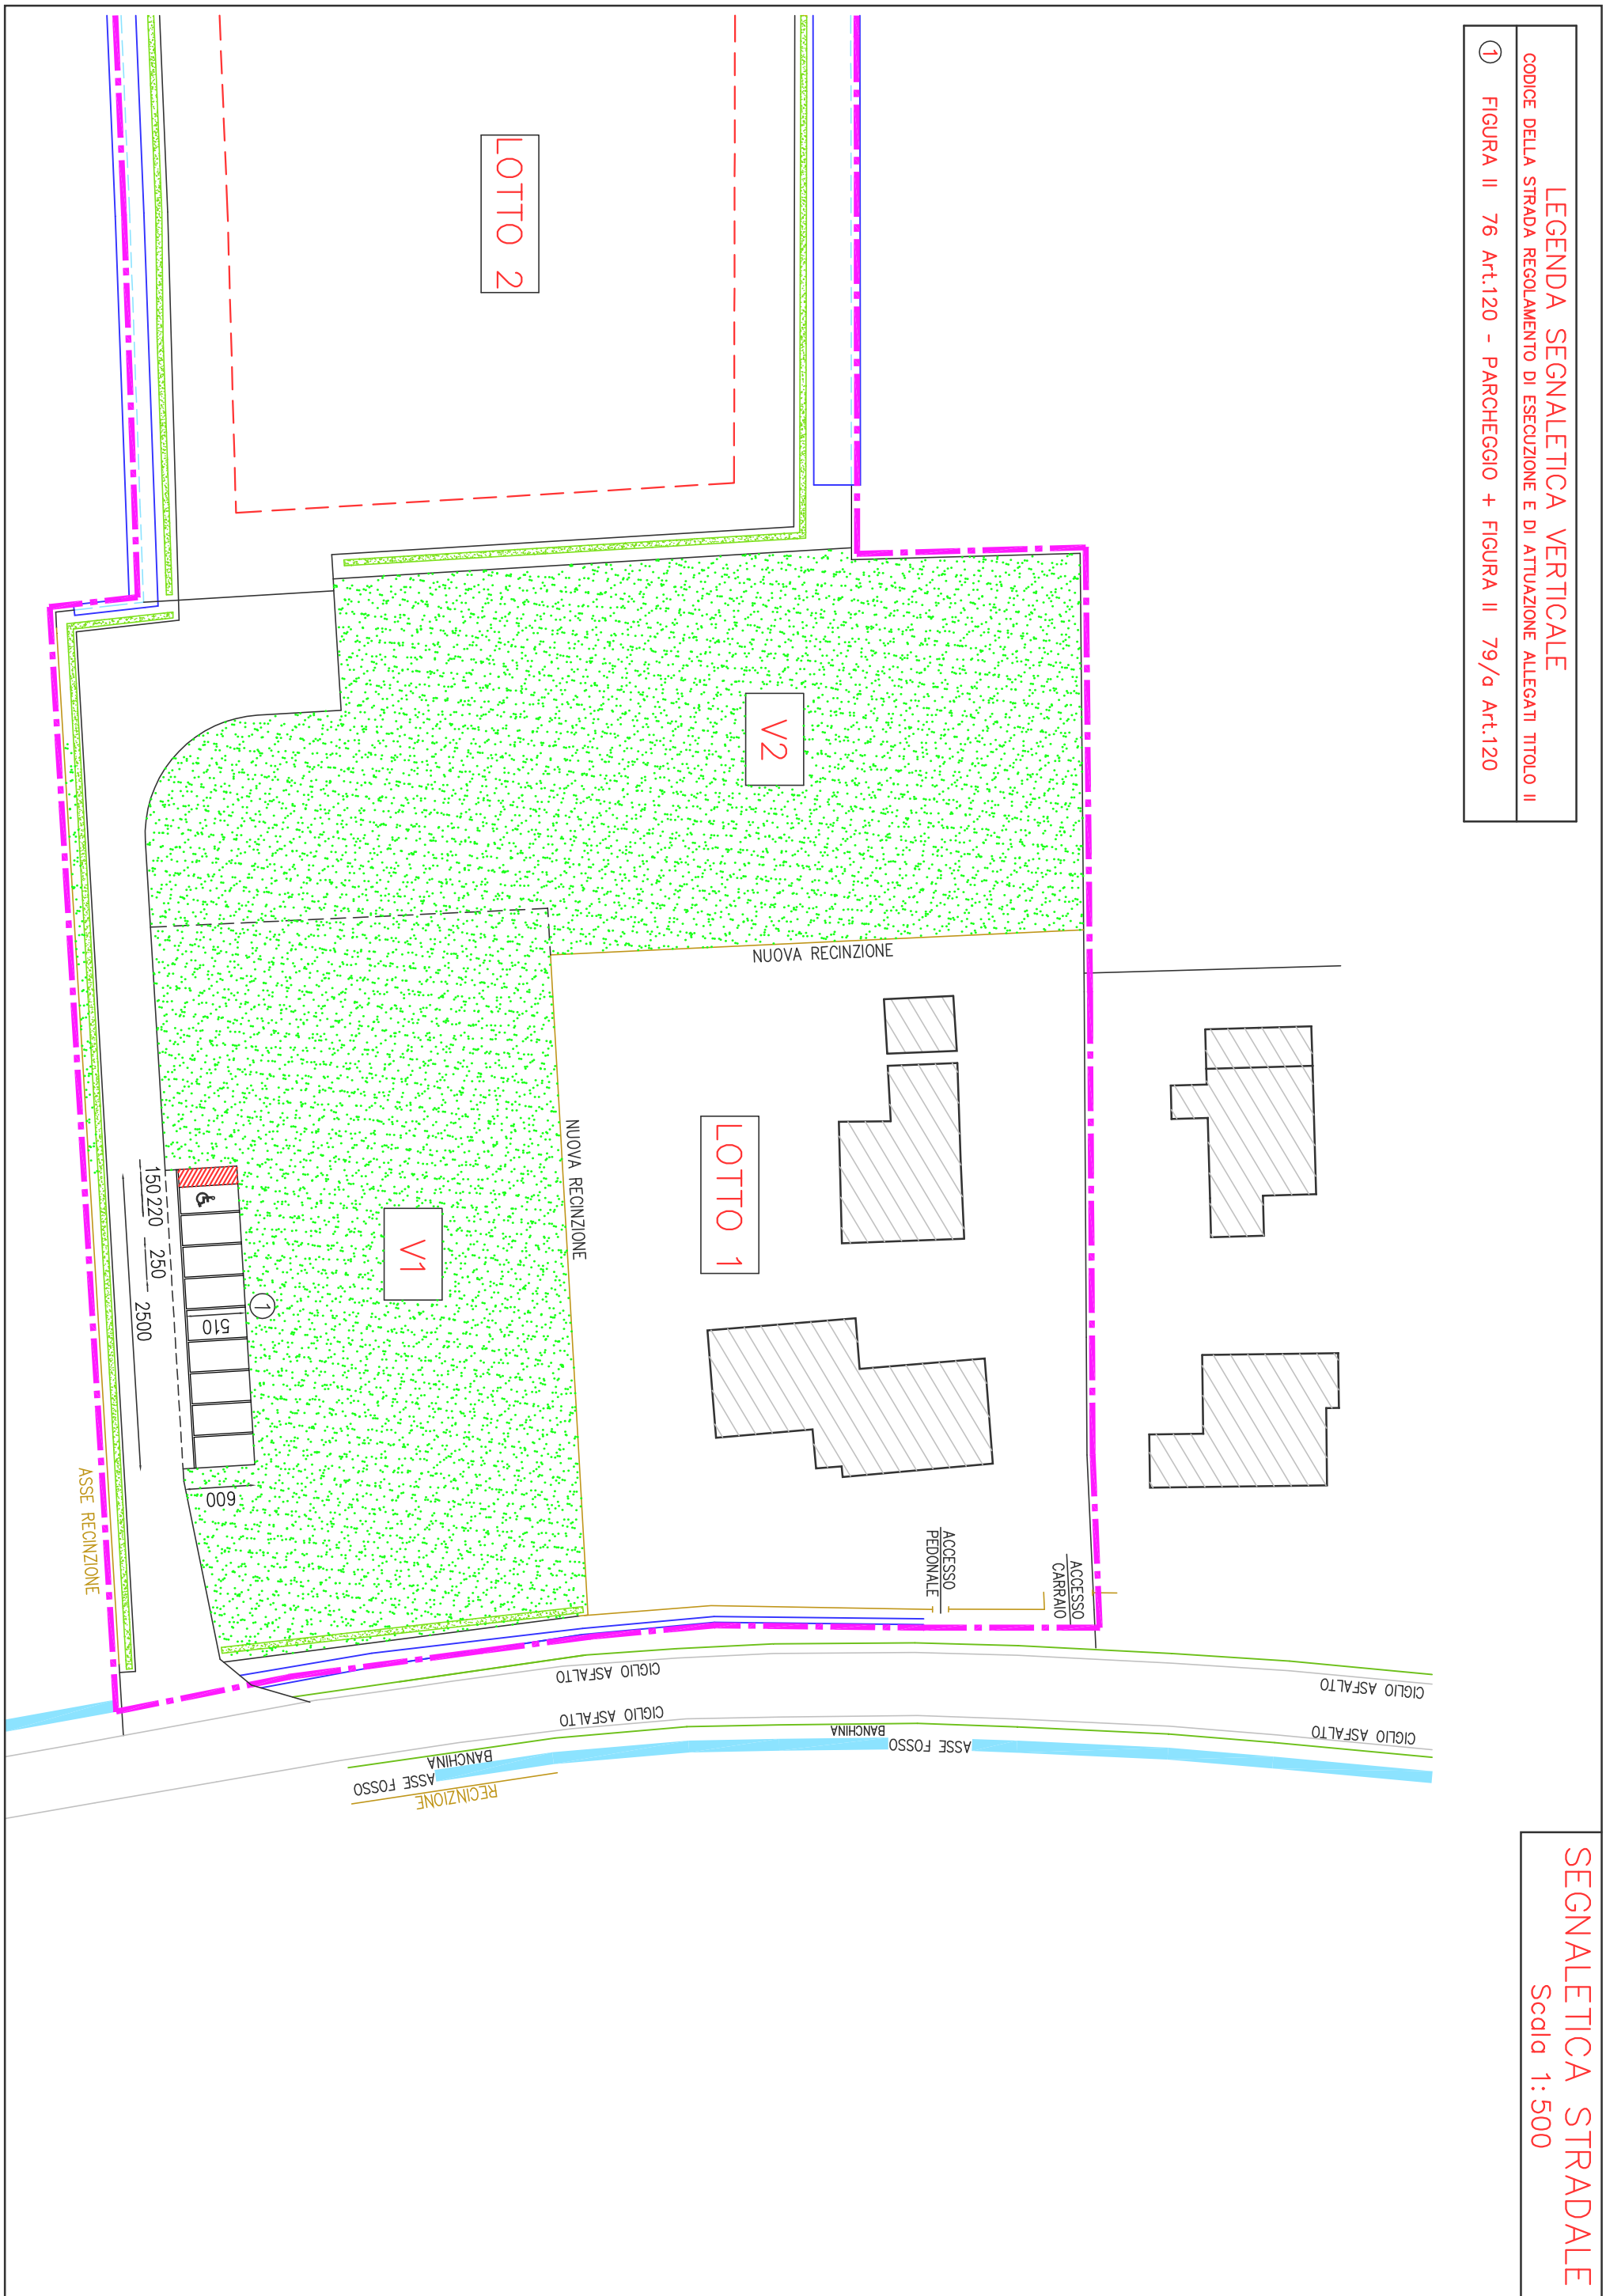 LEGENDA SEGNALETICA VERTICALE
CODICE DELLA STRADA REGOLAMENTO DI ESECUZIONE E DI ATTUAZIONE ALLEGATI TITOLO II
1 FIGURA II 76 Art.120 - PARCHEGGIO + FIGURA II 79/a Art.120
SEGNALETICA STRADALE
Scala 1:500
LOTTO 2
V2
NUOVA RECINZIONE
LOTTO 1
NUOVA RECINZIONE
V1
1
510
150 220 250
2500
600
ASSE RECINZIONE
ACCESSO
PEDONALE
ACCESSO
CARRAIO
CIGLIO ASFALTO
CIGLIO ASFALTO
CIGLIO ASFALTO
CIGLIO ASFALTO
BANCHINA
BANCHINA
ASSE FOSSO
ASSE FOSSO
RECINZIONE